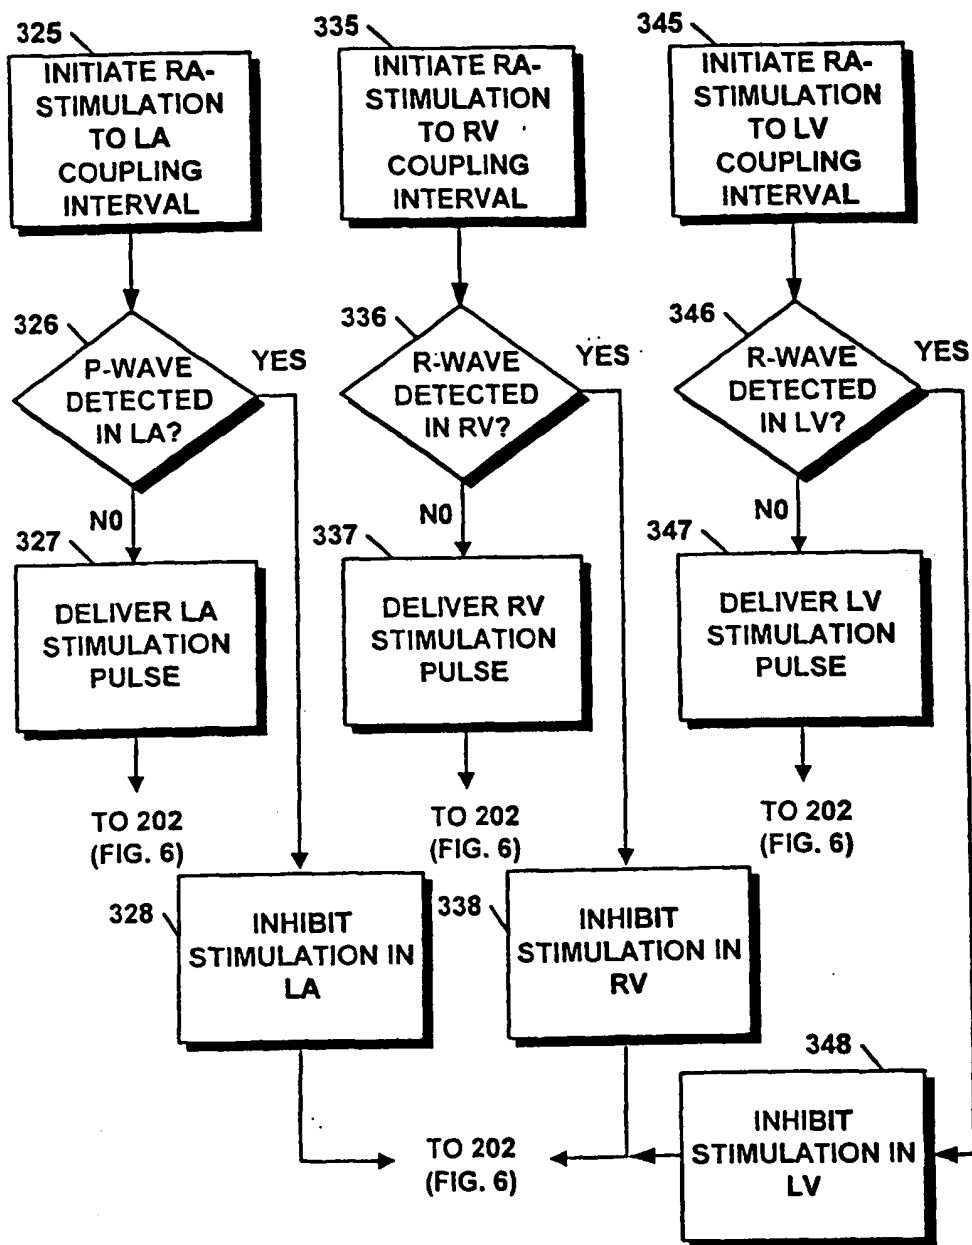 325
INITIATE RA-
STIMULATION
TO LA
COUPLING
INTERVAL
335
INITIATE RA-
STIMULATION
TO RV
COUPLING
INTERVAL
345
INITIATE RA-
STIMULATION
TO LV
COUPLING
INTERVAL
326
P-WAVE
DETECTED
IN LA?
YES
NO
336
R-WAVE
DETECTED
IN RV?
YES
NO
346
R-WAVE
DETECTED
IN LV?
YES
NO
327
DELIVER LA
STIMULATION
PULSE
337
DELIVER RV
STIMULATION
PULSE
347
DELIVER LV
STIMULATION
PULSE
TO 202
(FIG. 6)
TO 202
(FIG. 6)
TO 202
(FIG. 6)
328
INHIBIT
STIMULATION IN
LA
338
INHIBIT
STIMULATION IN
RV
348
INHIBIT
STIMULATION IN
LV
TO 202
(FIG. 6)